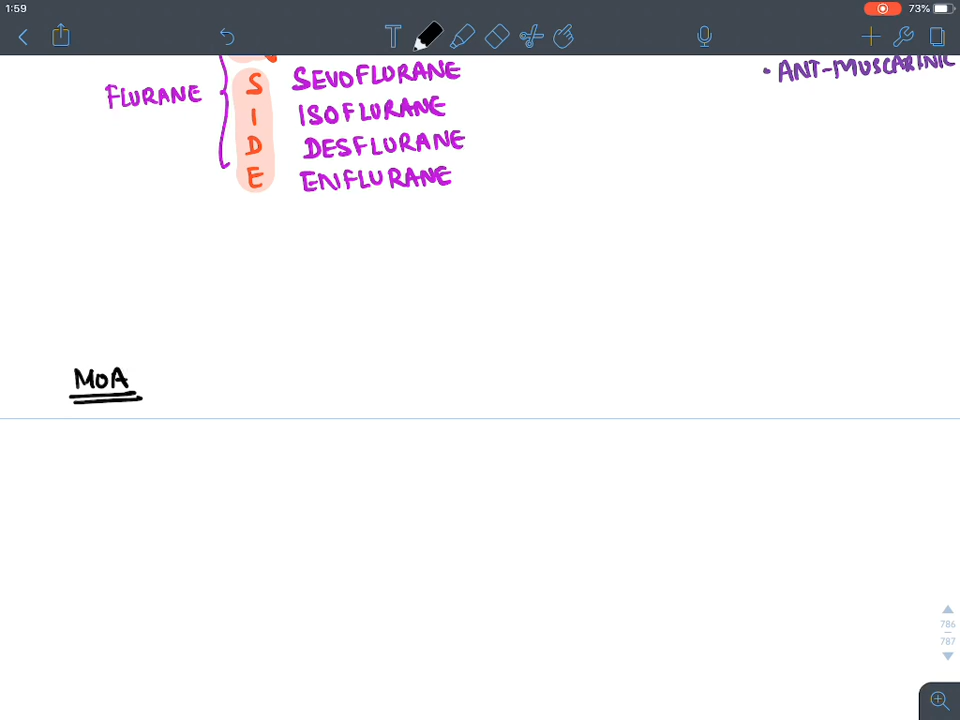 1:59
73%
T
• ANT-MUSCARINIC
FLURANE
S SEVOFLURANE
I ISOFLURANE
D DESFLURANE
E ENFLURANE
MOA
786
787